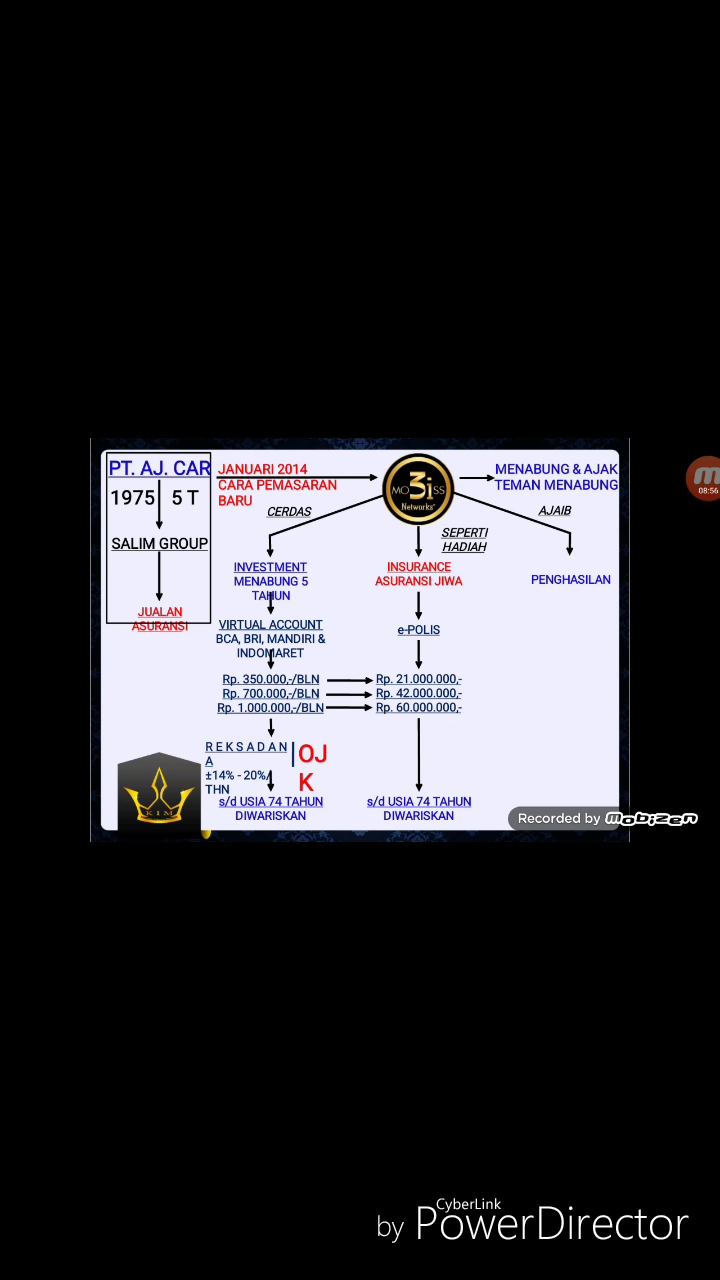 PT. AJ. CAR
1975
5 T
SALIM GROUP
JUALAN
ASURANSI
JANUARI 2014
CARA PEMASARAN
BARU
MO3iSS
Networks
MENABUNG & AJAK
TEMAN MENABUNG
CERDAS
SEPERTI
HADIAH
AJAIB
INVESTMENT
MENABUNG 5
TAHUN
INSURANCE
ASURANSI JIWA
PENGHASILAN
VIRTUAL ACCOUNT
BCA, BRI, MANDIRI &
INDOMARET
e-POLIS
Rp. 350.000,-/BLN
Rp. 21.000.000,-
Rp. 700.000,-/BLN
Rp. 42.000.000,-
Rp. 1.000.000,-/BLN
Rp. 60.000.000,-
R E K S A D A N
A
±14% - 20%/
THN
OJ
K
s/d USIA 74 TAHUN
DIWARISKAN
s/d USIA 74 TAHUN
DIWARISKAN
K I M
08:56
Recorded by mobizen
CyberLink
by PowerDirector